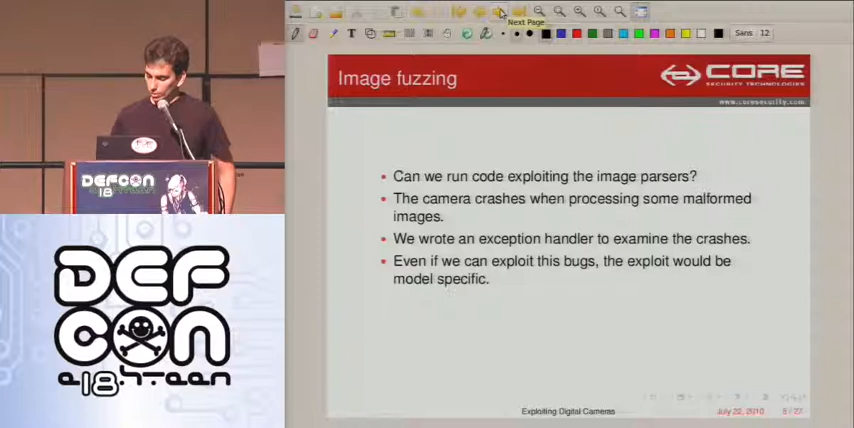 Next Page
Sans
12
Image fuzzing
CORE
SECURITY TECHNOLOGIES
www.coresecurity.com
Can we run code exploiting the image parsers?
The camera crashes when processing some malformed
images.
We wrote an exception handler to examine the crashes.
Even if we can exploit this bugs, the exploit would be
model specific.
Exploiting Digital Cameras
July 22, 2010
/ 27
DEFCON
18
DEF
CON
e18hteen